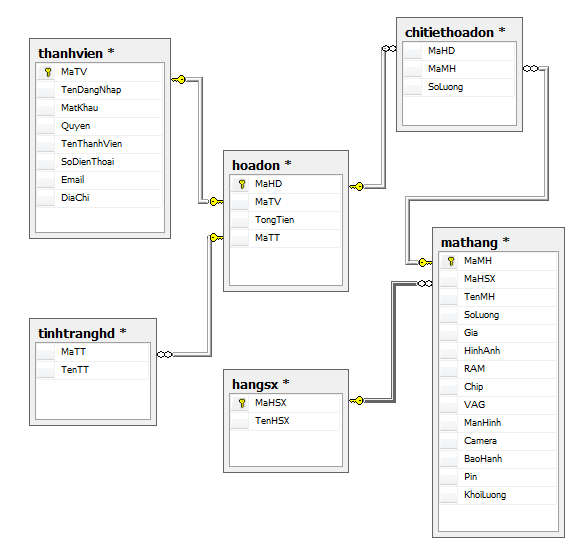 thanhvien *
MaTV
TenDangNhap
MatKhau
Quyen
TenThanhVien
SoDienThoai
Email
DiaChi
chitiethoadon *
MaHD
MaMH
SoLuong
hoadon *
MaHD
MaTV
TongTien
MaTT
mathang *
MaMH
MaHSX
TenMH
SoLuong
Gia
HinhAnh
RAM
Chip
VAG
ManHinh
Camera
BaoHanh
Pin
KhoiLuong
tinhtranghd *
MaTT
TenTT
hangsx *
MaHSX
TenHSX